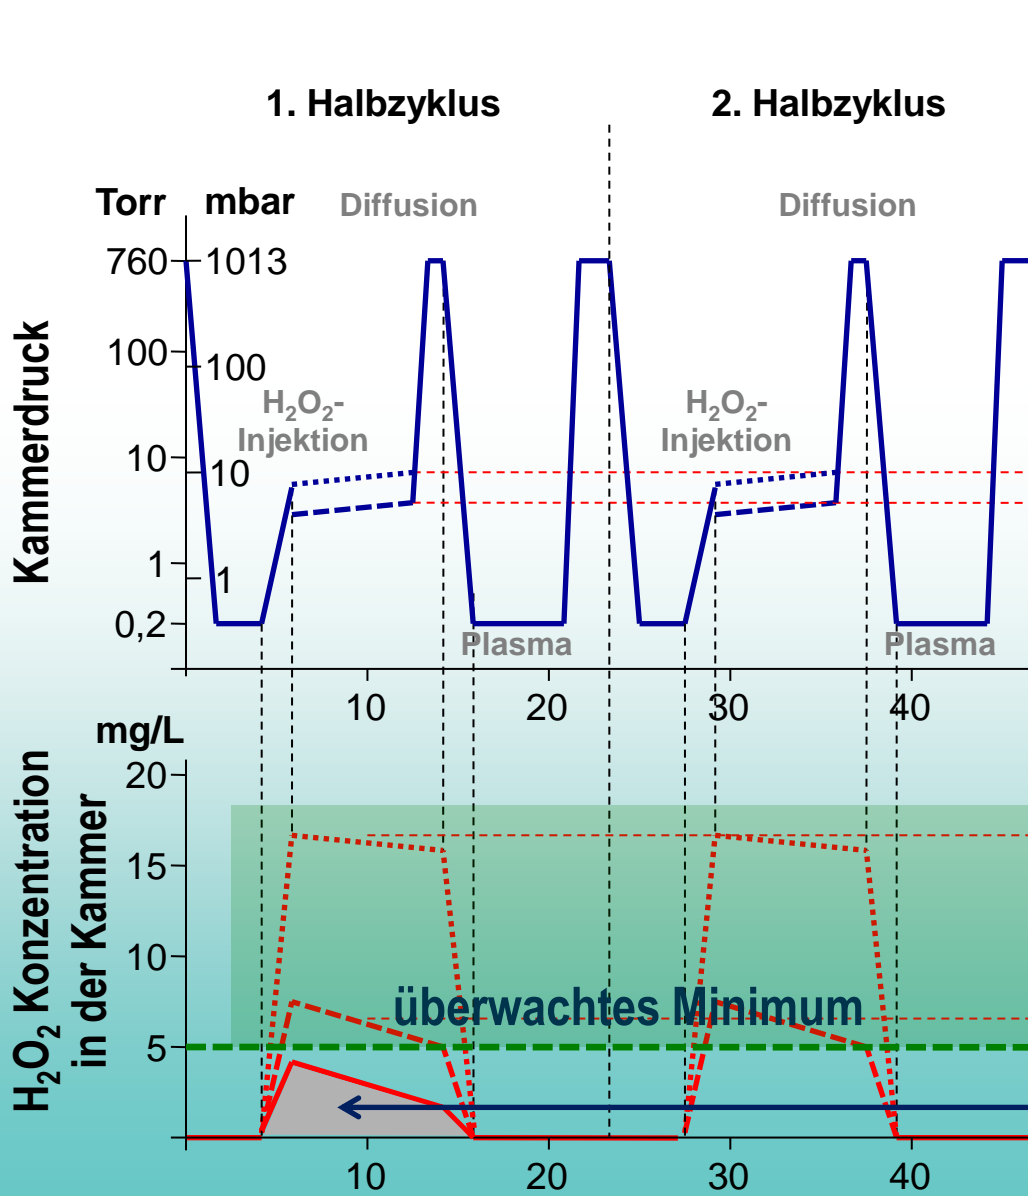 1. Halbzyklus
2. Halbzyklus
Torr
mbar
Diffusion
Diffusion
760
1013
100
100
H₂O₂-
Injektion
H₂O₂-
Injektion
10
10
1
1
0,2
Plasma
Plasma
Kammerdruck
10
20
30
40
mg/L
20
15
10
5
überwachtes Minimum
H₂O₂ Konzentration
in der Kammer
10
20
30
40